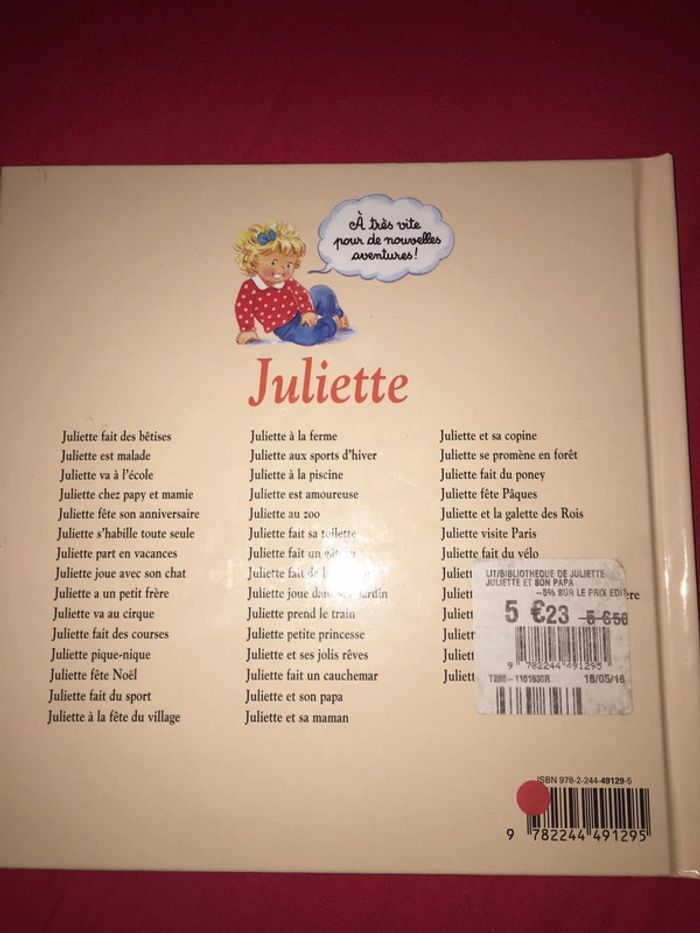 À très vite
pour de nouvelles
aventures!
Juliette
Juliette fait des bêtises
Juliette est malade
Juliette va à l'école
Juliette chez papy et mamie
Juliette fête son anniversaire
Juliette s'habille toute seule
Juliette part en vacances
Juliette joue avec son chat
Juliette a un petit frère
Juliette va au cirque
Juliette fait des courses
Juliette pique-nique
Juliette fête Noël
Juliette fait du sport
Juliette à la fête du village
Juliette à la ferme
Juliette aux sports d'hiver
Juliette à la piscine
Juliette est amoureuse
Juliette au zoo
Juliette fait sa toilette
Juliette fait un gâteau
Juliette fait de
Juliette joue dans son jardin
Juliette prend le train
Juliette petite princesse
Juliette et ses jolis rêves
Juliette fait un cauchemar
Juliette et son papa
Juliette et sa maman
Juliette et sa copine
Juliette se promène en forêt
Juliette fait du poney
Juliette fête Pâques
Juliette et la galette des Rois
Juliette visite Paris
Juliette fait du vélo
LIT/BIBLIOTHEQUE DE JULIETTE
JULIETTE ET SON PAPA
-5% SUR LE PRIX EDIT
5 €23 5 €50
9 782244 491295
18/05/16
ISBN 978-2-244-49129-5
9 782244 491295